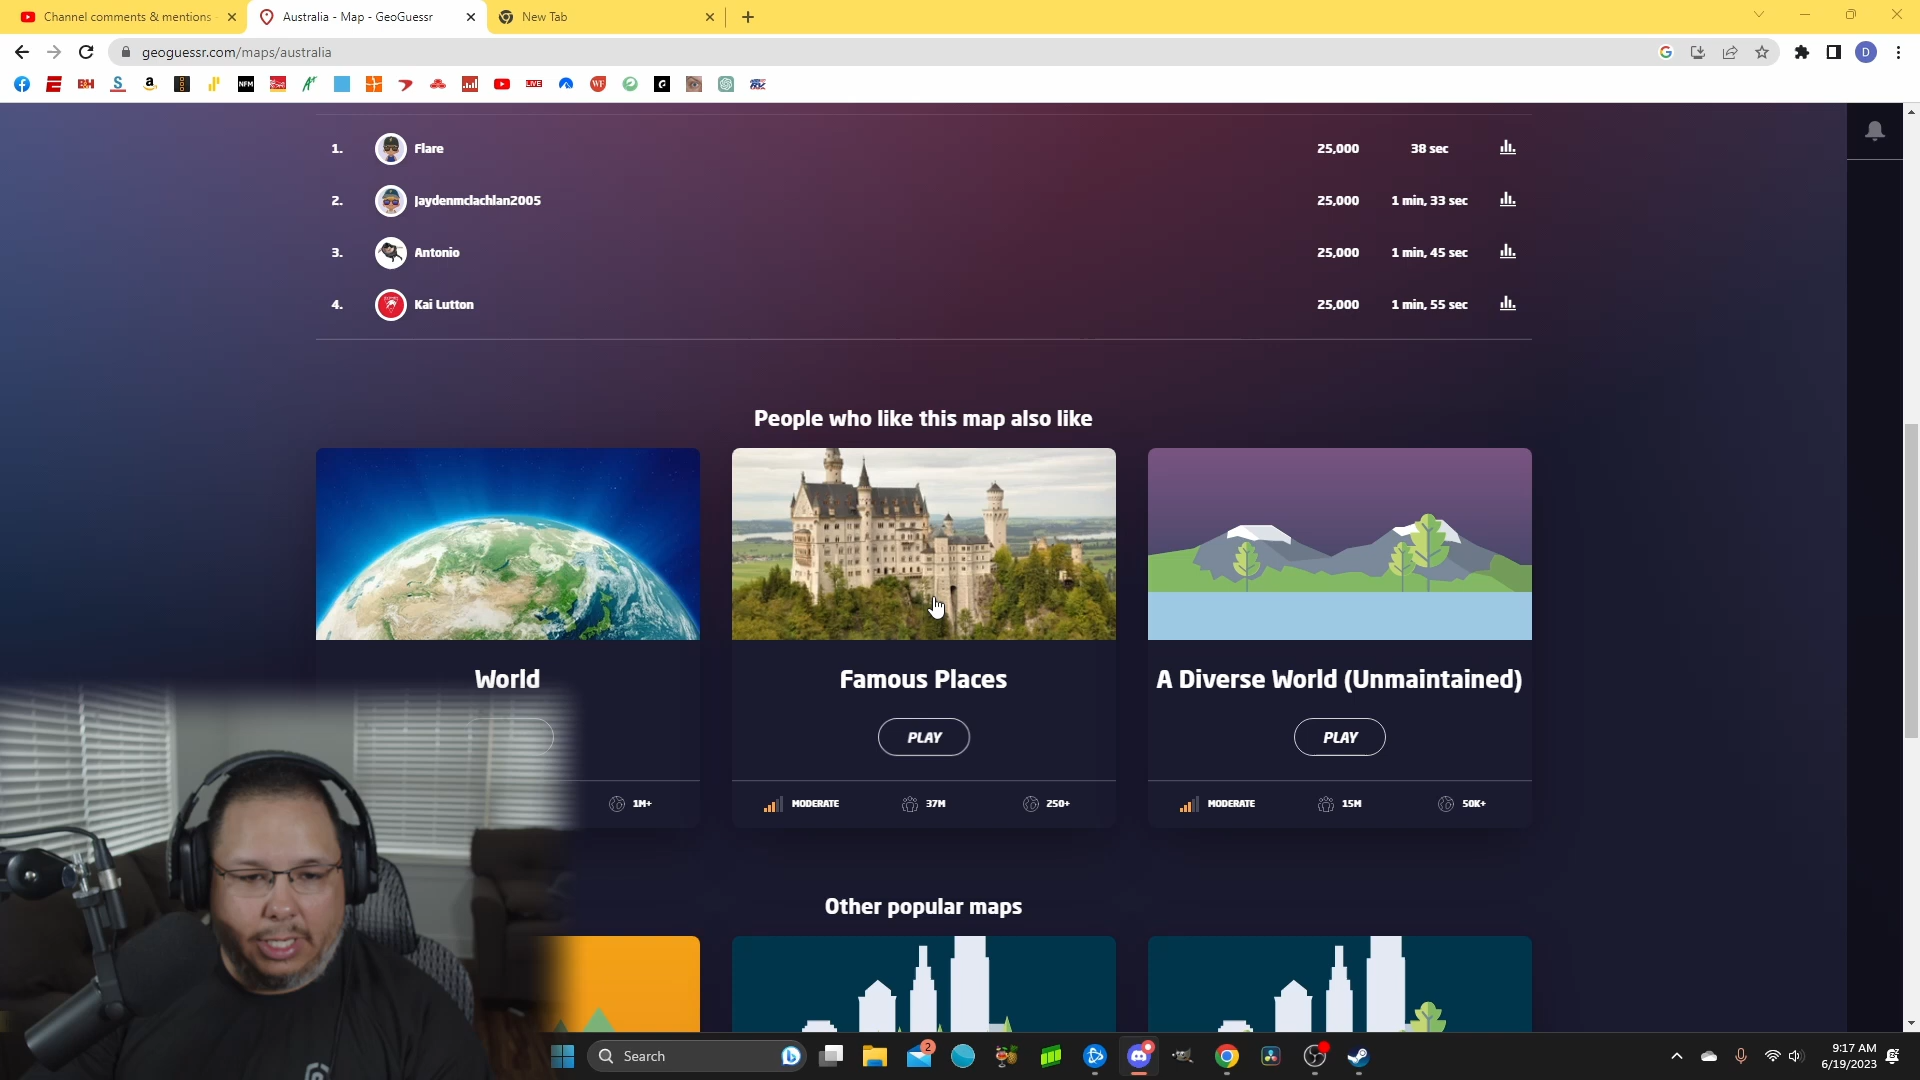 Channel comments & mentions
Australia - Map - GeoGuessr
New Tab
geoguessr.com/maps/australia
D
1. Flare 25,000 38 sec
2. Jaydenmclachlan2005 25,000 1 min, 33 sec
3. Antonio 25,000 1 min, 45 sec
4. Kai Lutton 25,000 1 min, 55 sec
People who like this map also like
World
1M+
Famous Places
PLAY
MODERATE 37M 250+
A Diverse World (Unmaintained)
PLAY
MODERATE 15M 50K+
Other popular maps
Search
2
9:17 AM
6/19/2023